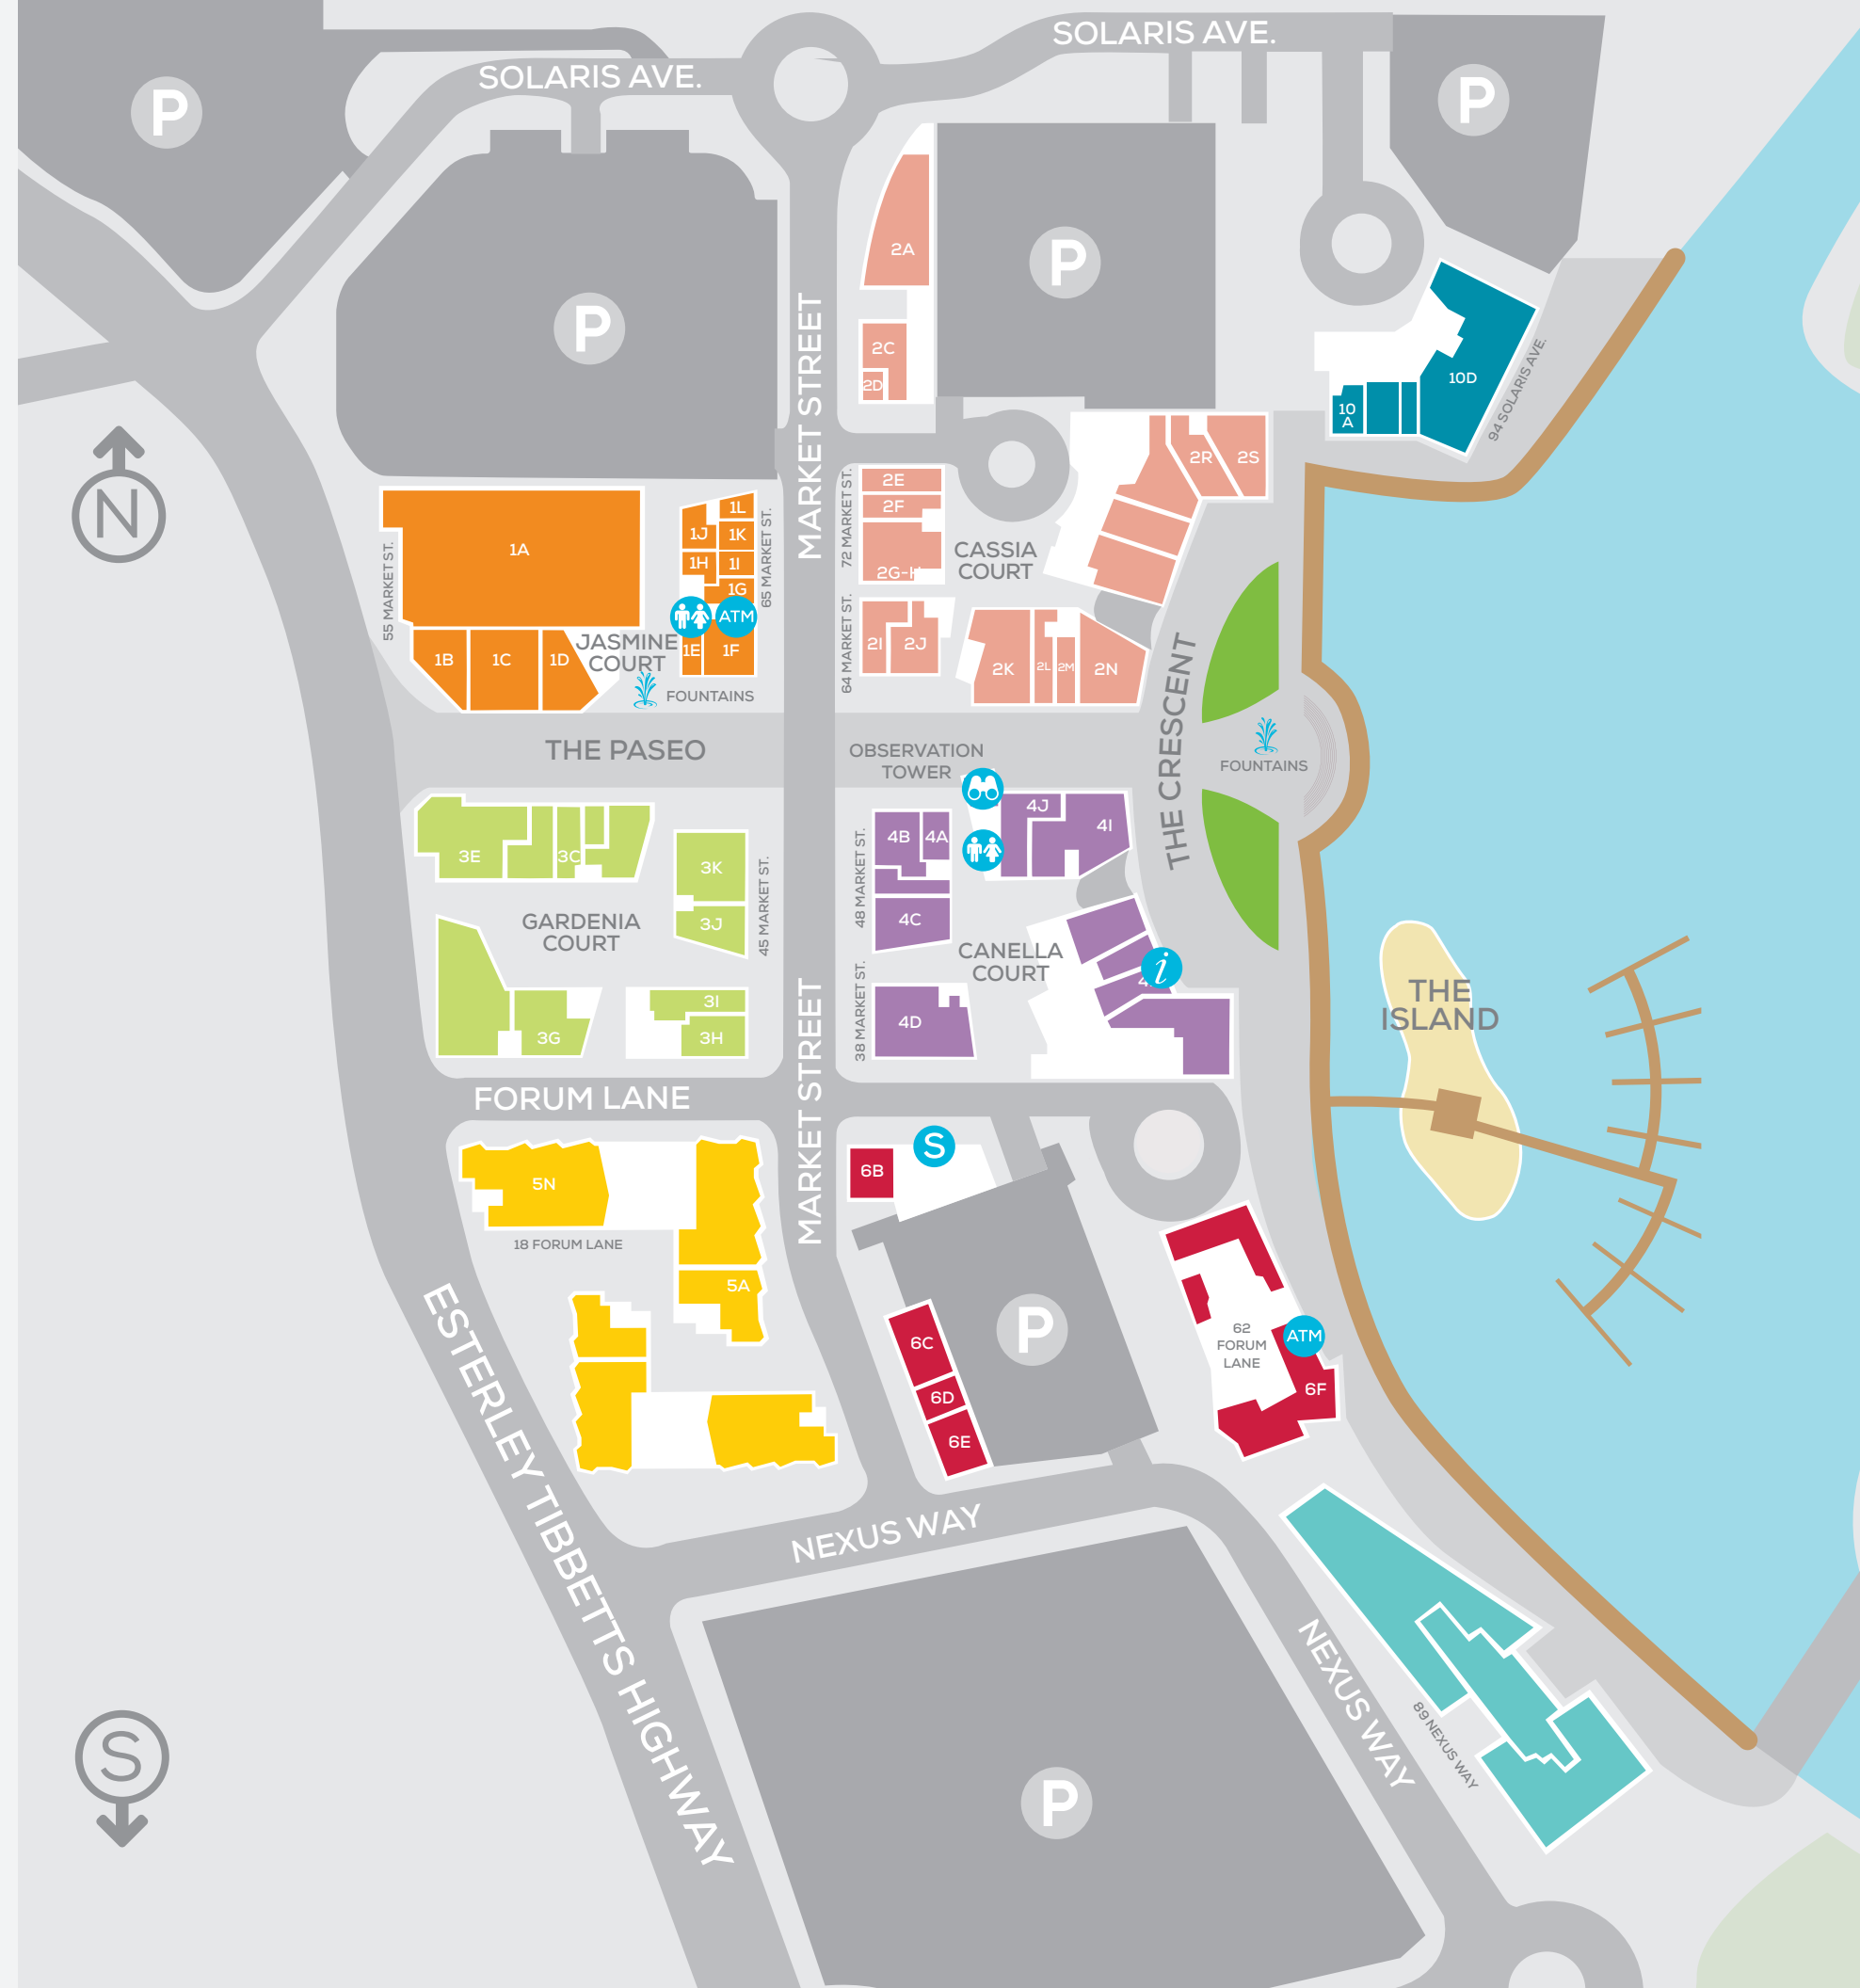 SOLARIS AVE.
SOLARIS AVE.
P
P
P
P
MARKET STREET
2A
2C
2D
10D
10
A
94 SOLARIS AVE.
N
1A
1B
1C
1D
1L
1J
1K
1H
1I
1G
ATM
1E
1F
55 MARKET ST.
65 MARKET ST.
JASMINE
COURT
FOUNTAINS
72 MARKET ST.
2E
2F
2G-H
64 MARKET ST.
2I
2J
CASSIA
COURT
2R
2S
2K
2L
2M
2N
THE CRESCENT
THE PASEO
OBSERVATION
TOWER
FOUNTAINS
3E
3C
3K
3J
45 MARKET ST.
GARDENIA
COURT
3G
3I
3H
48 MARKET ST.
4B
4A
4J
4I
4C
CANELLA
COURT
i
38 MARKET ST.
4D
THE
ISLAND
MARKET STREET
FORUM LANE
5N
18 FORUM LANE
5A
6B
S
6C
6D
6E
P
62
FORUM
LANE
ATM
6F
ESTERLEY TIBBETTS HIGHWAY
NEXUS WAY
NEXUS WAY
89 NEXUS WAY
S
P